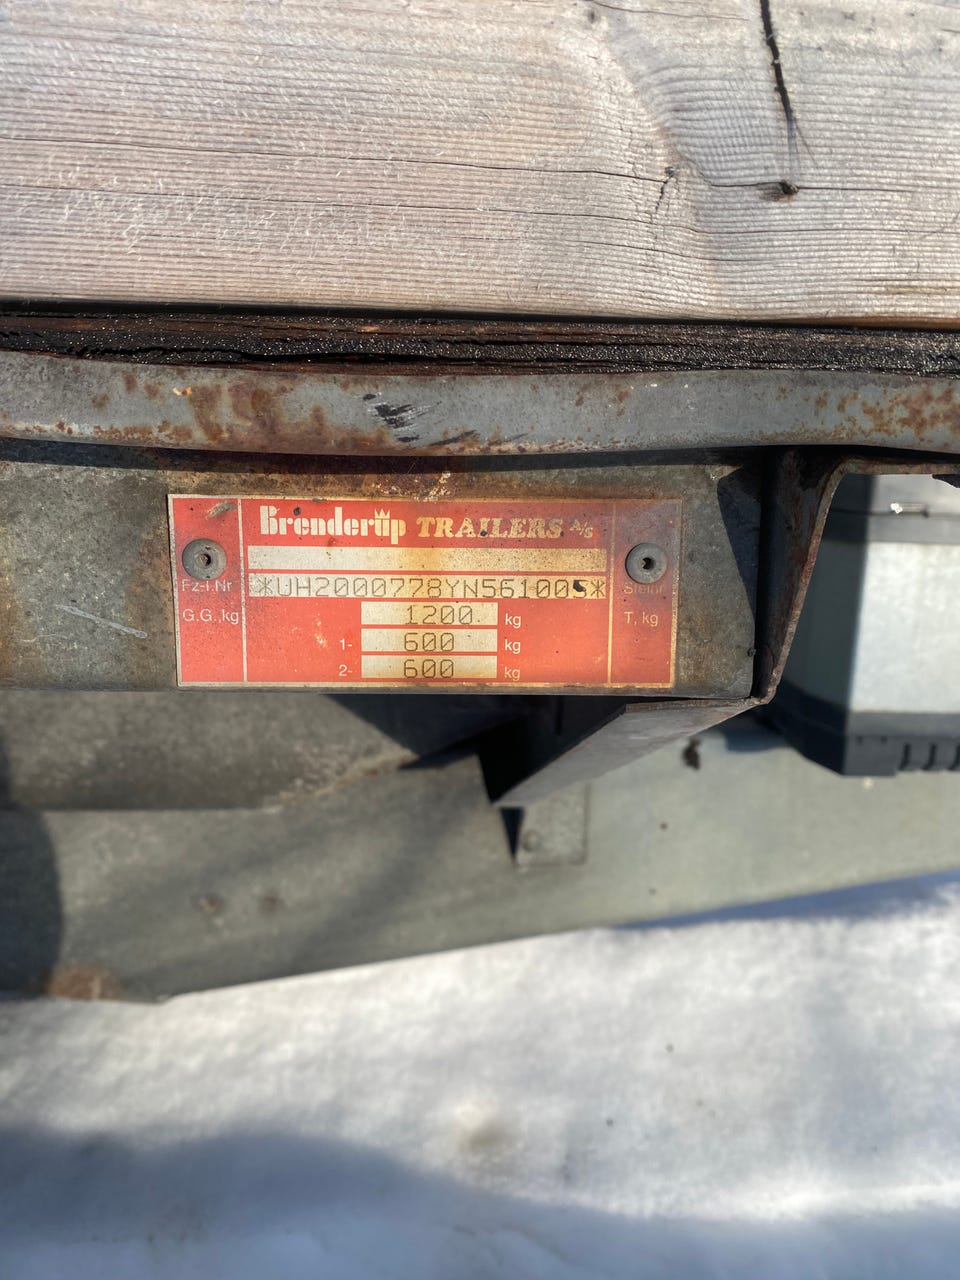 Brenderup TRAILERS A/S
Fz-I.Nr *UH2000778YN561005*
G.G.,kg 1200 kg T, kg
1- 600 kg
2- 600 kg